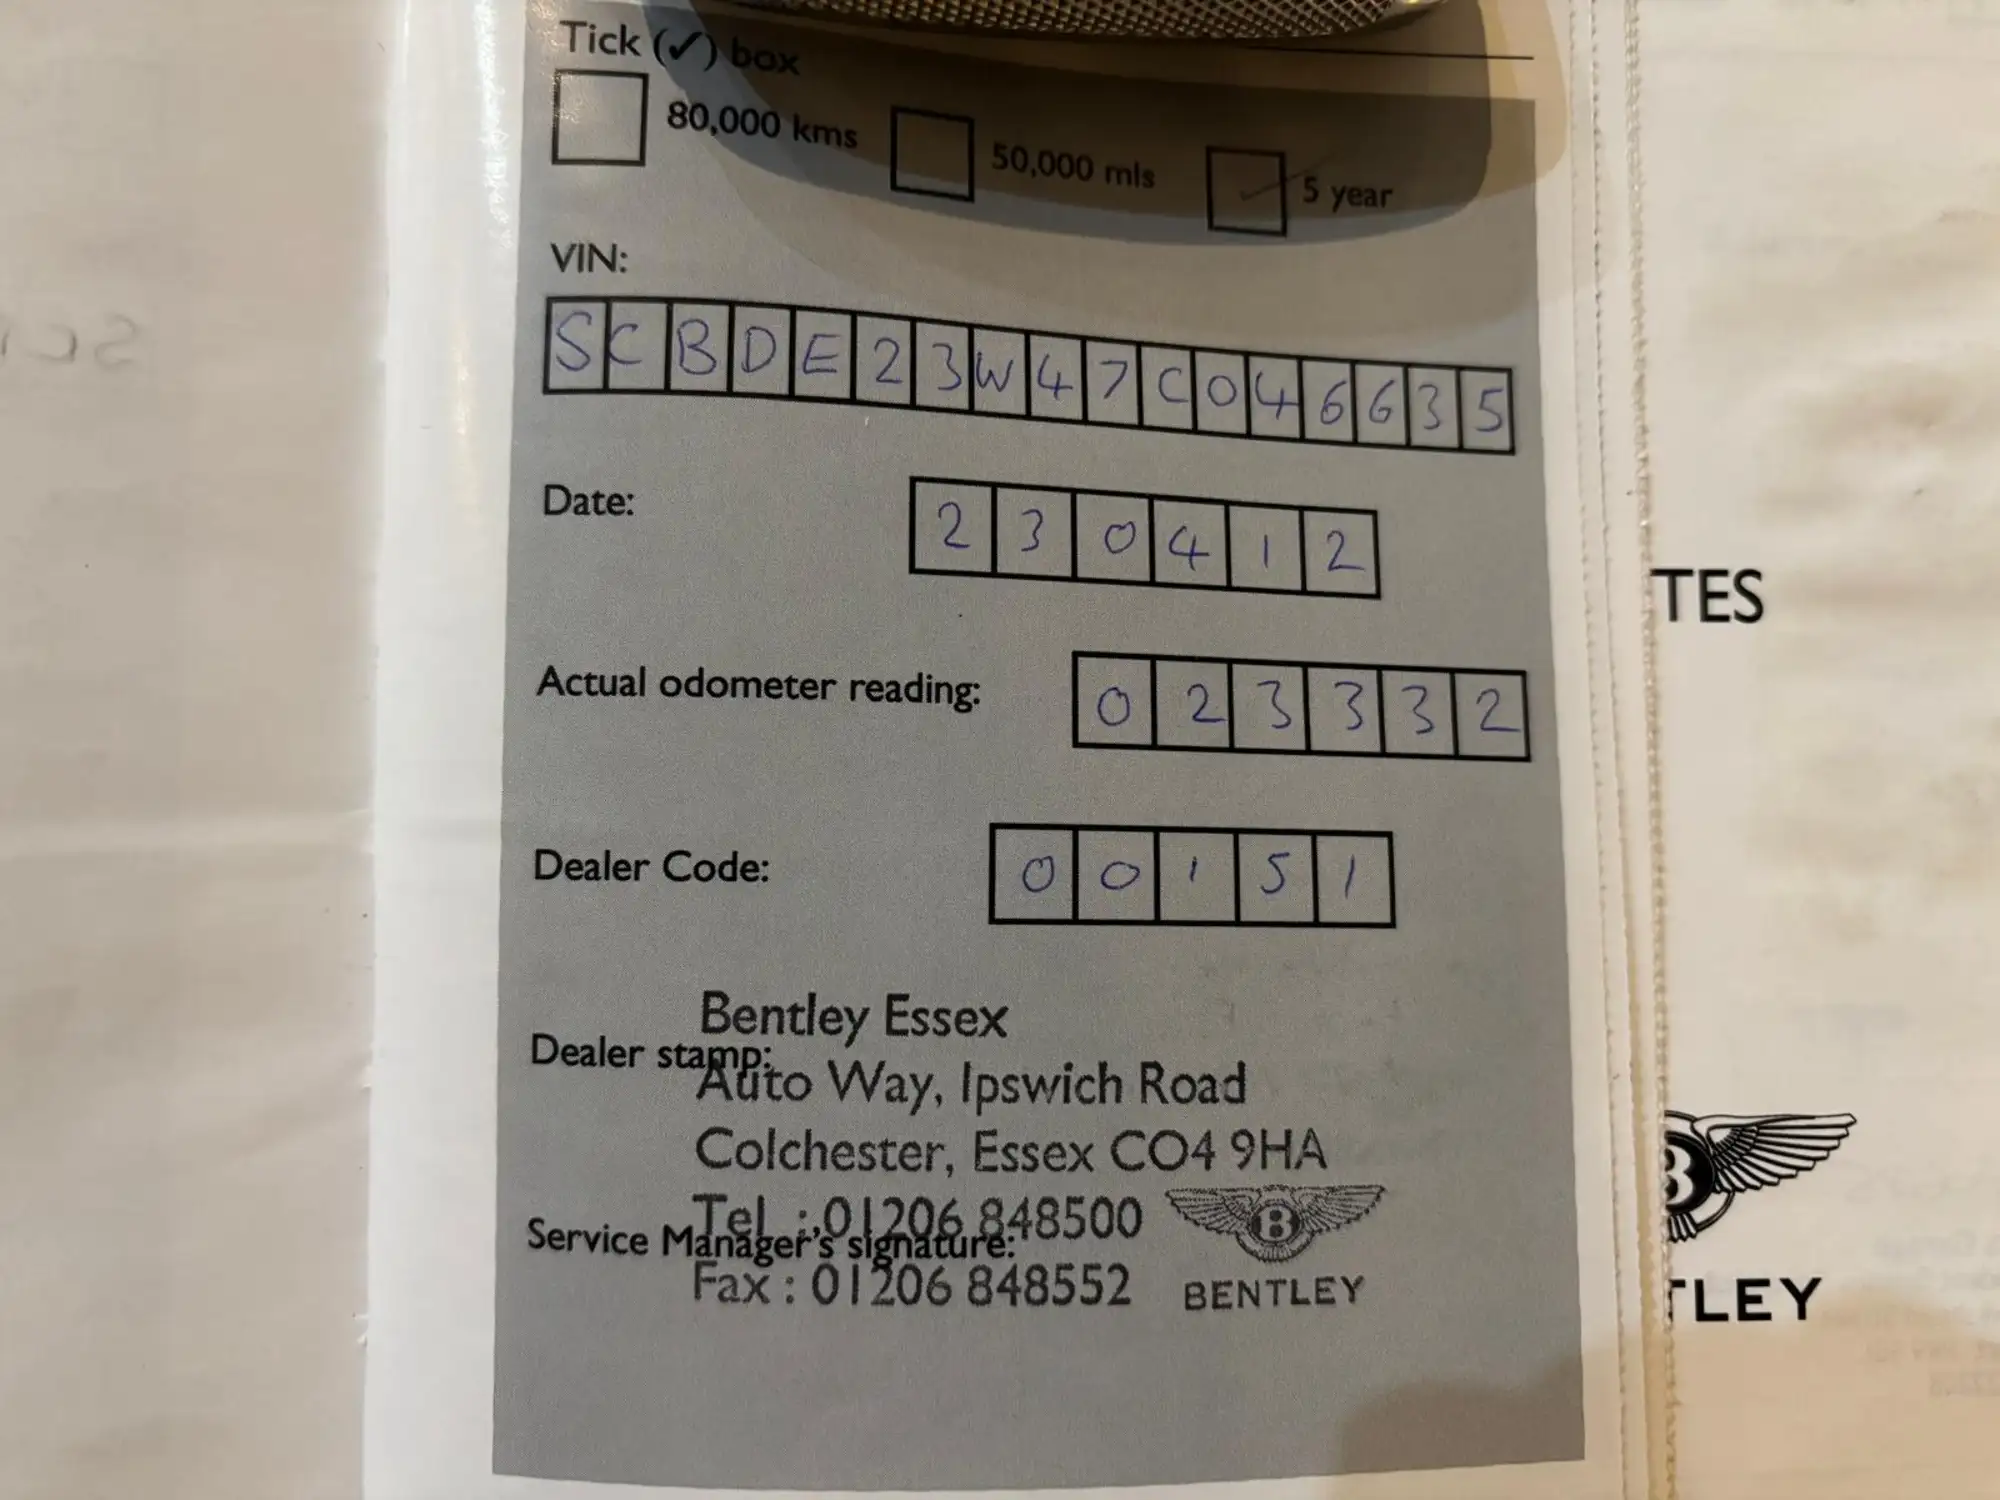 Tick (✓) box
80,000 kms 50,000 mls ✓ 5 year
VIN:
SCBDE23W47C046635
Date: 230412
TES
Actual odometer reading: 023332
Dealer Code: 00151
Bentley Essex
Dealer stamp:
Auto Way, Ipswich Road
Colchester, Essex CO4 9HA
Tel : 01206 848500
Service Manager's signature:
Fax : 01206 848552
B
BENTLEY
B
TLEY